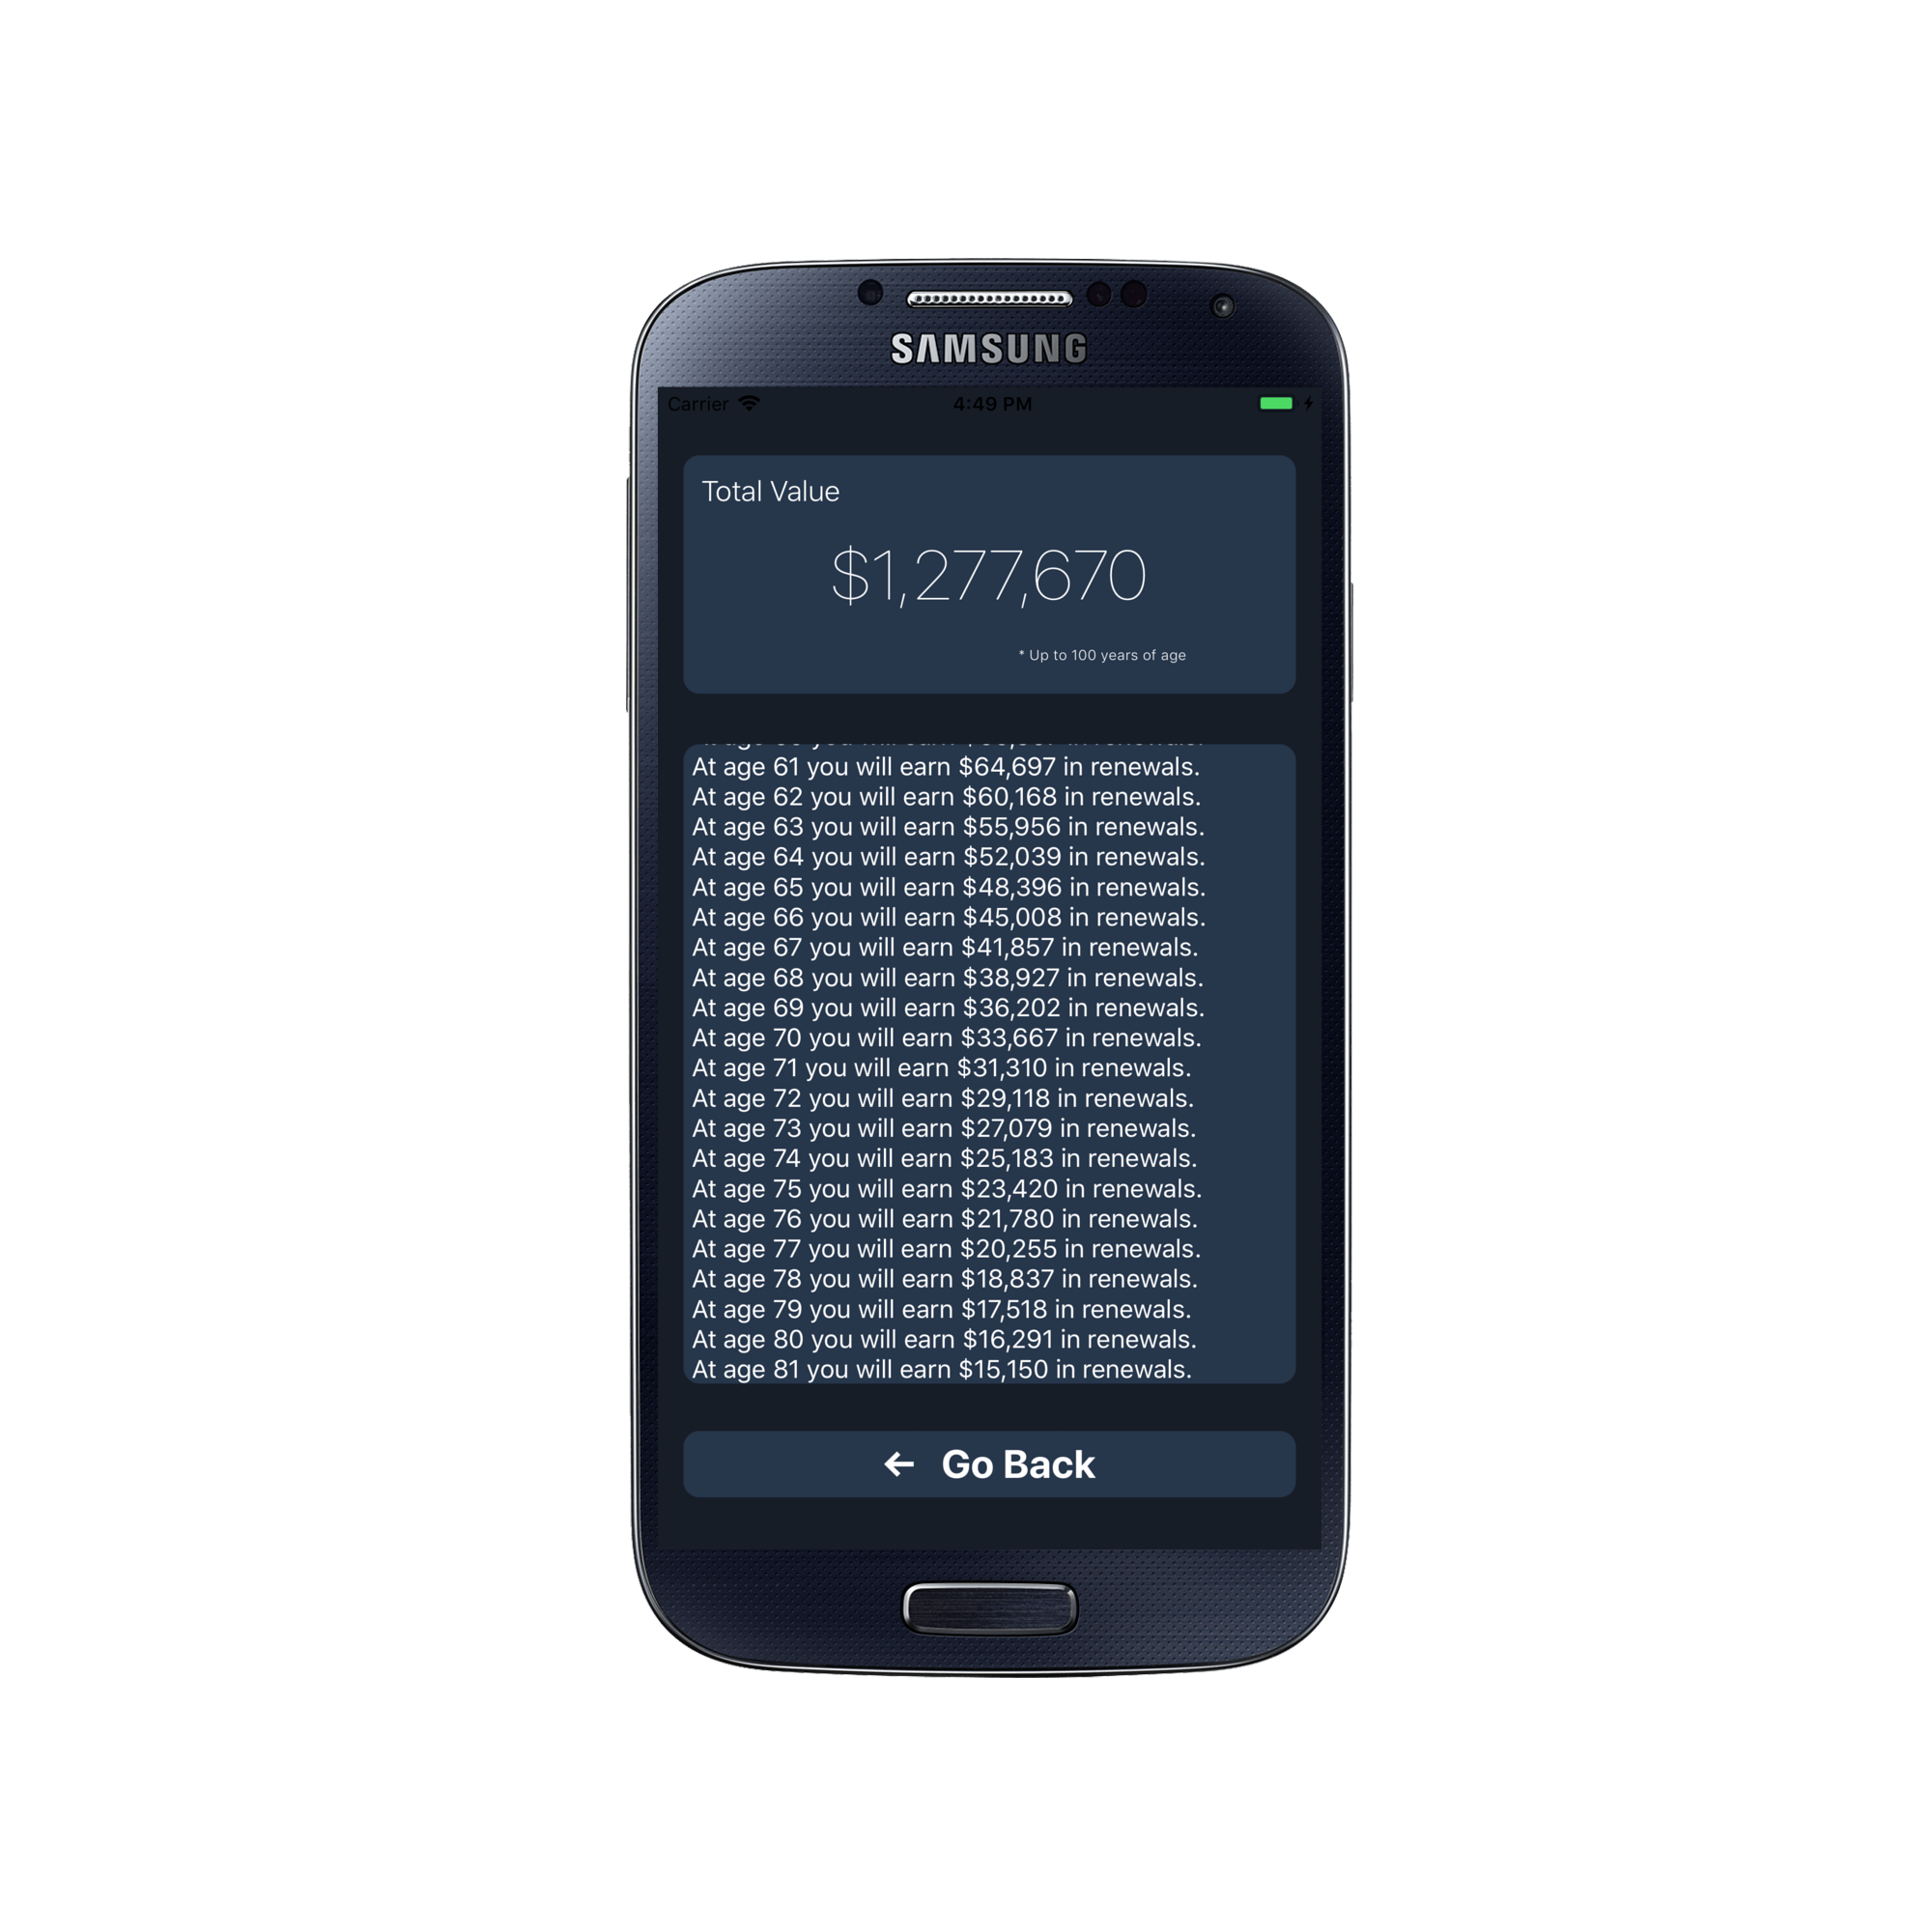 SAMSUNG
Carrier 4:49 PM
Total Value
$1,277,670
* Up to 100 years of age
At age 61 you will earn $64,697 in renewals.
At age 62 you will earn $60,168 in renewals.
At age 63 you will earn $55,956 in renewals.
At age 64 you will earn $52,039 in renewals.
At age 65 you will earn $48,396 in renewals.
At age 66 you will earn $45,008 in renewals.
At age 67 you will earn $41,857 in renewals.
At age 68 you will earn $38,927 in renewals.
At age 69 you will earn $36,202 in renewals.
At age 70 you will earn $33,667 in renewals.
At age 71 you will earn $31,310 in renewals.
At age 72 you will earn $29,118 in renewals.
At age 73 you will earn $27,079 in renewals.
At age 74 you will earn $25,183 in renewals.
At age 75 you will earn $23,420 in renewals.
At age 76 you will earn $21,780 in renewals.
At age 77 you will earn $20,255 in renewals.
At age 78 you will earn $18,837 in renewals.
At age 79 you will earn $17,518 in renewals.
At age 80 you will earn $16,291 in renewals.
At age 81 you will earn $15,150 in renewals.
← Go Back